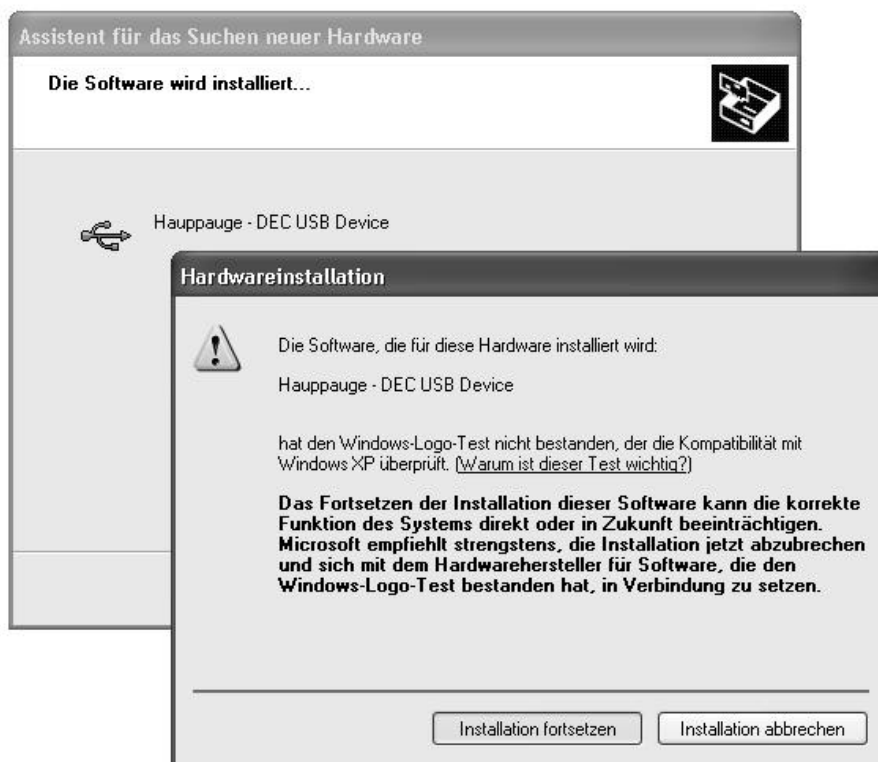 Assistent für das Suchen neuer Hardware
Die Software wird installiert...
Hauppauge - DEC USB Device
Hardwareinstallation
Die Software, die für diese Hardware installiert wird:
Hauppauge - DEC USB Device
hat den Windows-Logo-Test nicht bestanden, der die Kompatibilität mit
Windows XP überprüft. (Warum ist dieser Test wichtig?)
Das Fortsetzen der Installation dieser Software kann die korrekte
Funktion des Systems direkt oder in Zukunft beeinträchtigen.
Microsoft empfiehlt strengstens, die Installation jetzt abzubrechen
und sich mit dem Hardwarehersteller für Software, die den
Windows-Logo-Test bestanden hat, in Verbindung zu setzen.
Installation fortsetzen
Installation abbrechen